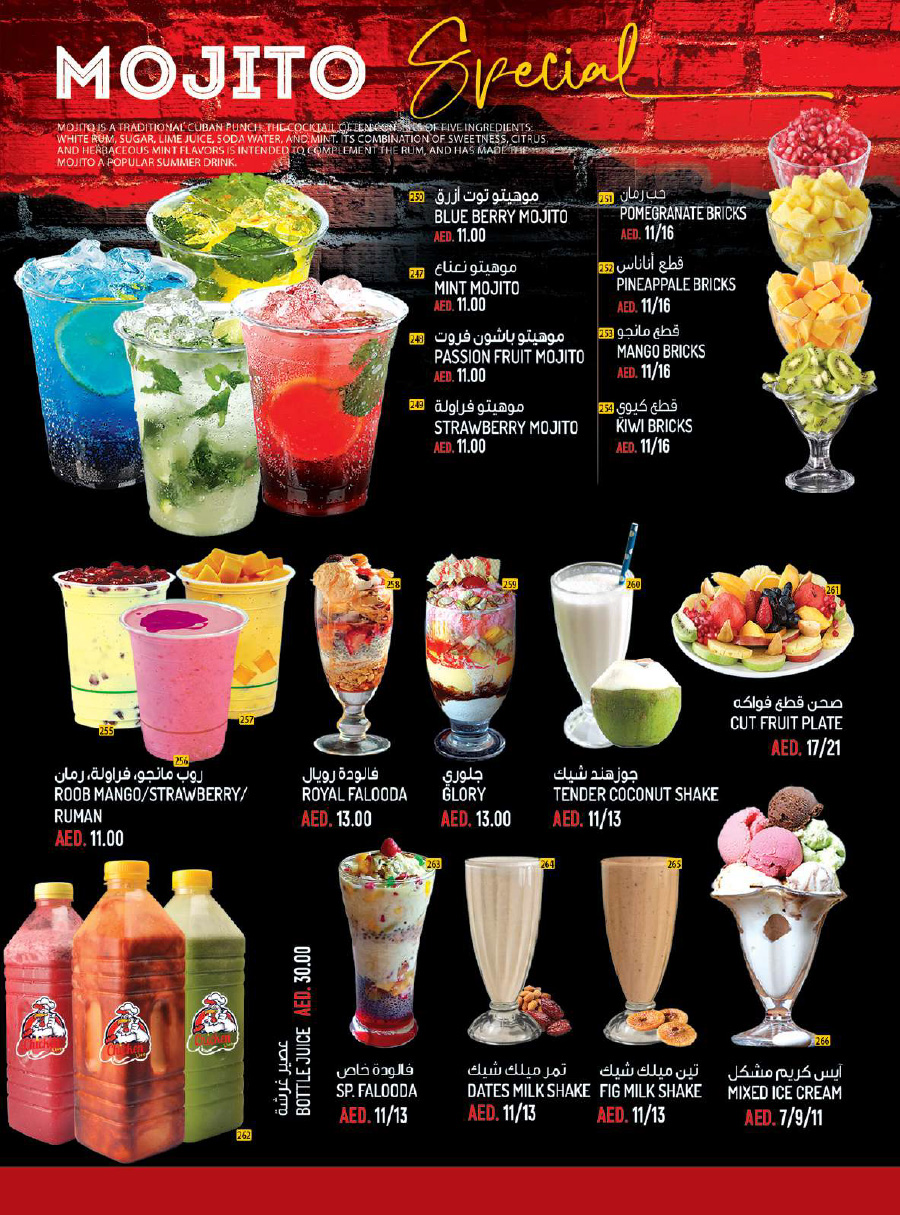 MOJITO Special
MOJITO IS A TRADITIONAL CUBAN PUNCH. THE COCKTAIL OFTEN CONSISTS OF FIVE INGREDIENTS:
WHITE RUM, SUGAR, LIME JUICE, SODA WATER, AND MINT. ITS COMBINATION OF SWEETNESS, CITRUS,
AND HERBACEOUS MINT FLAVORS IS INTENDED TO COMPLEMENT THE RUM, AND HAS MADE THE
MOJITO A POPULAR SUMMER DRINK.
250 موهيتو توت أزرق
BLUE BERRY MOJITO
AED. 11.00
247 موهيتو نعناع
MINT MOJITO
AED. 11.00
248 موهيتو باشون فروت
PASSION FRUIT MOJITO
AED. 11.00
249 موهيتو فراولة
STRAWBERRY MOJITO
AED. 11.00
251 حب رمان
POMEGRANATE BRICKS
AED. 11/16
252 قطع أناناس
PINEAPPALE BRICKS
AED. 11/16
253 قطع مانجو
MANGO BRICKS
AED. 11/16
254 قطع كيوي
KIWI BRICKS
AED. 11/16
255
256
257
روب مانجو، فراولة، رمان
ROOB MANGO/STRAWBERRY/
RUMAN
AED. 11.00
258
فالودة رويال
ROYAL FALOODA
AED. 13.00
259
جلوري
GLORY
AED. 13.00
260
جوزهند شيك
TENDER COCONUT SHAKE
AED. 11/13
261
صحن قطع فواكه
CUT FRUIT PLATE
AED. 17/21
Chicken
Chicken
Chicken
262
عصير غرشة
BOTTLE JUICE AED. 30.00
263
فالودة خاص
SP. FALOODA
AED. 11/13
264
تمر ميلك شيك
DATES MILK SHAKE
AED. 11/13
265
تين ميلك شيك
FIG MILK SHAKE
AED. 11/13
266
آيس كريم مشكل
MIXED ICE CREAM
AED. 7/9/11